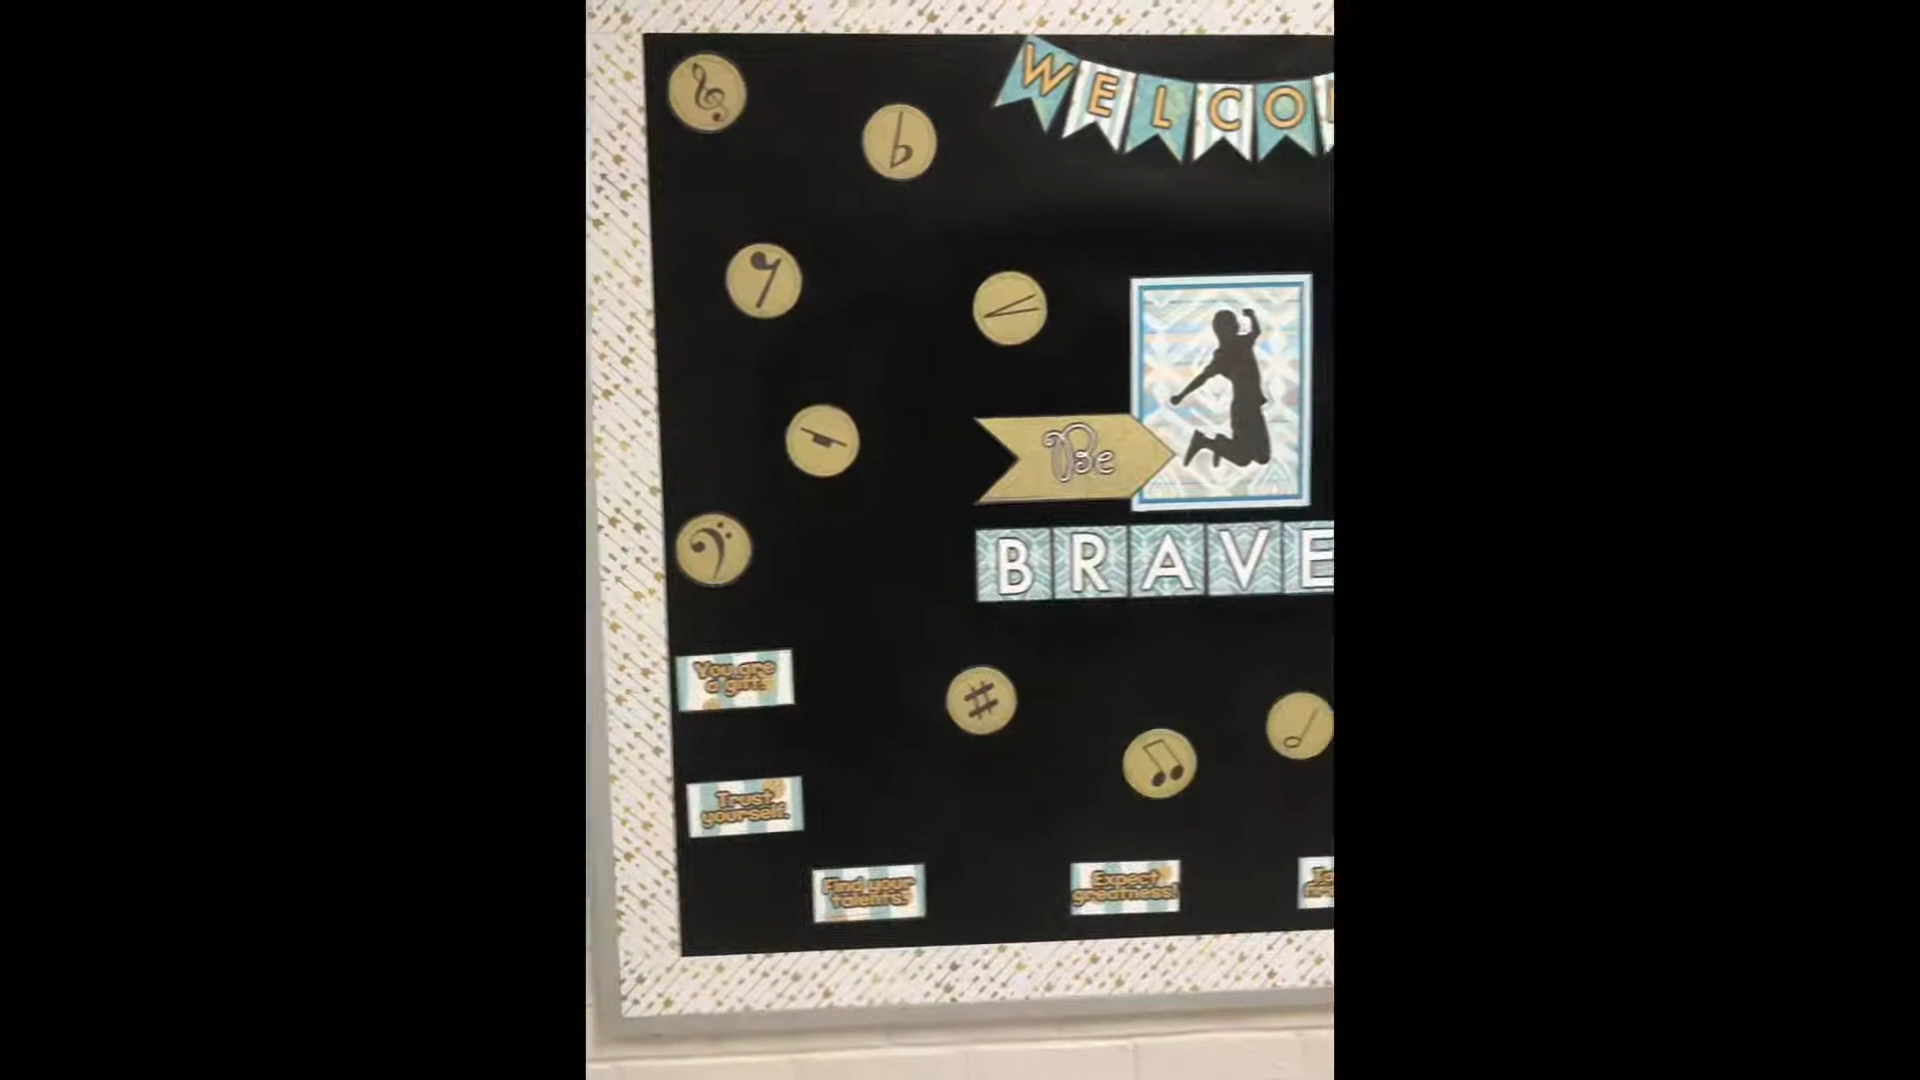 WELCO
Be
BRAVE
You are
a gift.
Trust
yourself.
Find your
talents!
Expect
greatness!